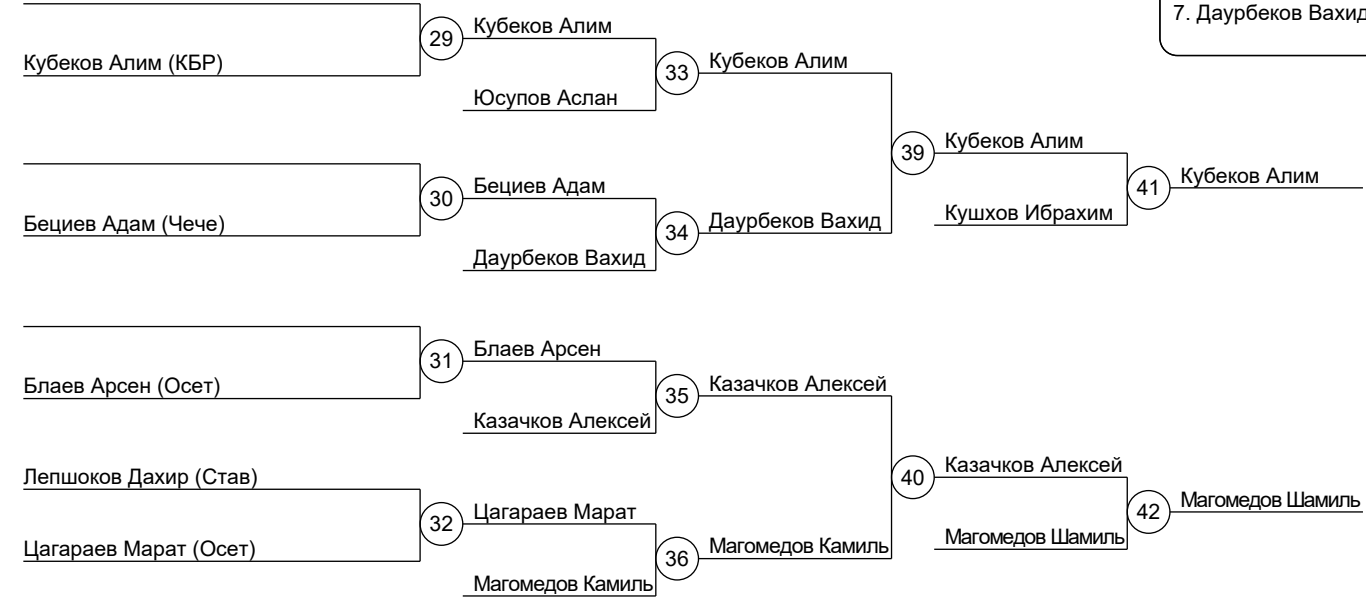 7. Даурбеков Вахид
Кубеков Алим (КБР)
29
Кубеков Алим
Юсупов Аслан
33
Кубеков Алим
Бециев Адам (Чече)
30
Бециев Адам
Даурбеков Вахид
34
Даурбеков Вахид
39
Кубеков Алим
Кушхов Ибрахим
41
Кубеков Алим
Блаев Арсен (Осет)
31
Блаев Арсен
Казачков Алексей
35
Казачков Алексей
Лепшоков Дахир (Став)
Цагараев Марат (Осет)
32
Цагараев Марат
Магомедов Камиль
36
Магомедов Камиль
40
Казачков Алексей
Магомедов Шамиль
42
Магомедов Шамиль